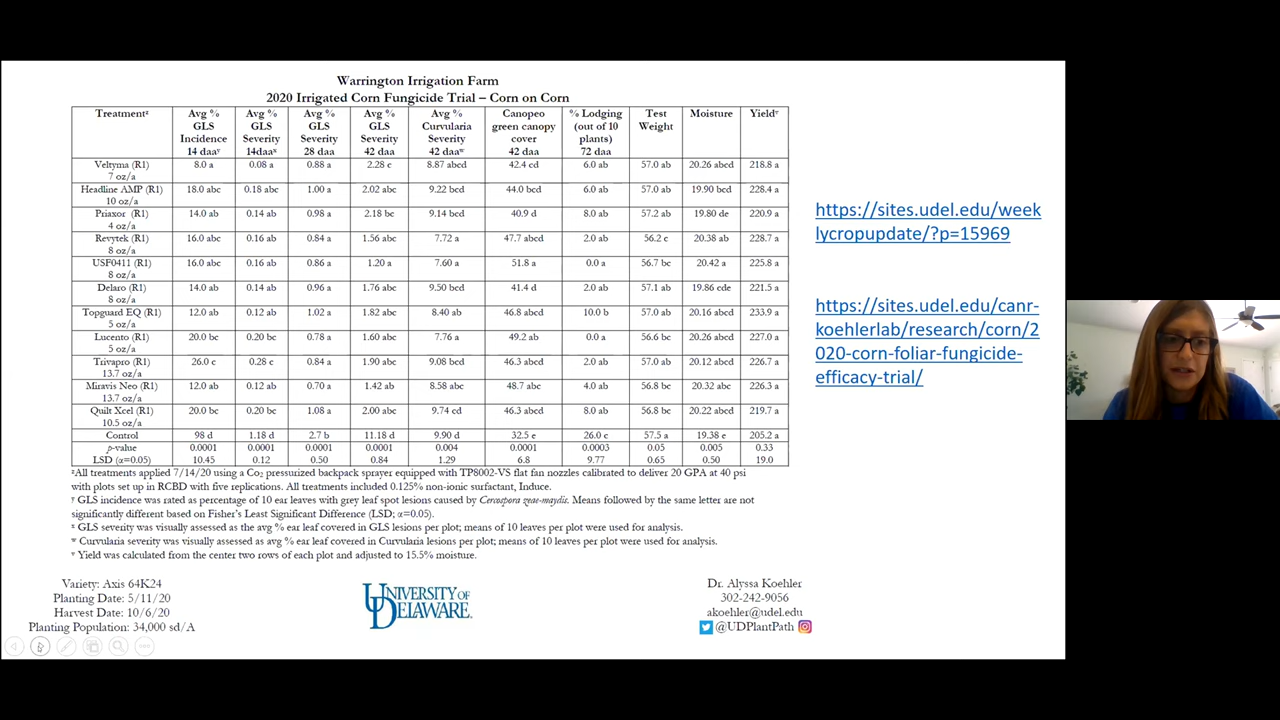 Warrington Irrigation Farm
2020 Irrigated Corn Fungicide Trial – Corn on Corn
Treatmentᶻ Avg % GLS Incidence 14 daaʸ Avg % GLS Severity 14daaˣ Avg % GLS Severity 28 daa Avg % GLS Severity 42 daa Avg % Curvularia Severity 42 daaʷ Canopeo green canopy cover 42 daa % Lodging (out of 10 plants) 72 daa Test Weight Moisture Yieldᵛ
Veltyma (R1) 7 oz/a 8.0 a 0.08 a 0.88 a 2.28 c 8.87 abcd 42.4 cd 6.0 ab 57.0 ab 20.26 abcd 218.8 a
Headline AMP (R1) 10 oz/a 18.0 abc 0.18 abc 1.00 a 2.02 abc 9.22 bcd 44.0 bcd 6.0 ab 57.0 ab 19.90 bcd 228.4 a
Priaxor (R1) 4 oz/a 14.0 ab 0.14 ab 0.98 a 2.18 bc 9.14 bcd 40.9 d 8.0 ab 57.2 ab 19.80 de 220.9 a
Revytek (R1) 8 oz/a 16.0 abc 0.16 ab 0.84 a 1.56 abc 7.72 a 47.7 abcd 2.0 ab 56.2 c 20.38 ab 228.7 a
USF0411 (R1) 8 oz/a 16.0 abc 0.16 ab 0.86 a 1.20 a 7.60 a 51.8 a 0.0 a 56.7 bc 20.42 a 225.8 a
Delaro (R1) 8 oz/a 14.0 ab 0.14 ab 0.96 a 1.76 abc 9.50 bcd 41.4 d 2.0 ab 57.1 ab 19.86 cde 221.5 a
Topguard EQ (R1) 5 oz/a 12.0 ab 0.12 ab 1.02 a 1.82 abc 8.40 ab 46.8 abcd 10.0 b 57.0 ab 20.16 abcd 233.9 a
Lucento (R1) 5 oz/a 20.0 bc 0.20 bc 0.78 a 1.60 abc 7.76 a 49.2 ab 0.0 a 56.6 bc 20.26 abcd 227.0 a
Trivapro (R1) 13.7 oz/a 26.0 c 0.28 c 0.84 a 1.90 abc 9.08 bcd 46.3 abcd 2.0 ab 57.0 ab 20.12 abcd 226.7 a
Miravis Neo (R1) 13.7 oz/a 12.0 ab 0.12 ab 0.70 a 1.42 ab 8.58 abc 48.7 abc 4.0 ab 56.8 bc 20.32 abc 226.3 a
Quilt Xcel (R1) 10.5 oz/a 20.0 bc 0.20 bc 1.08 a 2.00 abc 9.74 cd 46.3 abcd 8.0 ab 56.8 bc 20.22 abcd 219.7 a
Control 98 d 1.18 d 2.7 b 11.18 d 9.90 d 32.5 e 26.0 c 57.5 a 19.38 e 205.2 a
p-value 0.0001 0.0001 0.0001 0.0001 0.004 0.0001 0.0003 0.05 0.005 0.33
LSD (α=0.05) 10.45 0.12 0.50 0.84 1.29 6.8 9.77 0.65 0.50 19.0
ᶻAll treatments applied 7/14/20 using a Co₂ pressurized backpack sprayer equipped with TP8002-VS flat fan nozzles calibrated to deliver 20 GPA at 40 psi
with plots set up in RCBD with five replications. All treatments included 0.125% non-ionic surfactant, Induce.
ʸ GLS incidence was rated as percentage of 10 ear leaves with grey leaf spot lesions caused by Cercospora zeae-maydis. Means followed by the same letter are not
significantly different based on Fisher's Least Significant Difference (LSD; α=0.05).
ˣ GLS severity was visually assessed as the avg % ear leaf covered in GLS lesions per plot; means of 10 leaves per plot were used for analysis.
ʷ Curvularia severity was visually assessed as avg % ear leaf covered in Curvularia lesions per plot; means of 10 leaves per plot were used for analysis.
ᵛ Yield was calculated from the center two rows of each plot and adjusted to 15.5% moisture.
https://sites.udel.edu/week
lycropupdate/?p=15969
https://sites.udel.edu/canr-
koehlerlab/research/corn/2
020-corn-foliar-fungicide-
efficacy-trial/
Variety: Axis 64K24
Planting Date: 5/11/20
Harvest Date: 10/6/20
Planting Population: 34,000 sd/A
UNIVERSITY OF
DELAWARE.
Dr. Alyssa Koehler
302-242-9056
akoehler@udel.edu
@UDPlantPath